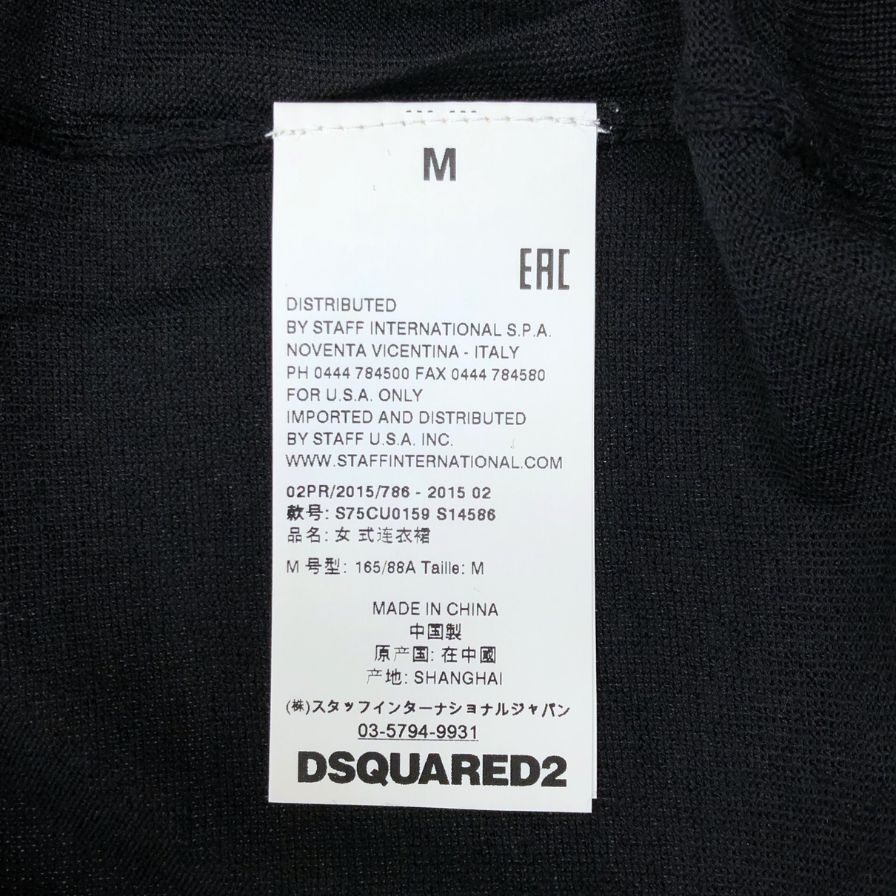 M
EAC
DISTRIBUTED
BY STAFF INTERNATIONAL S.P.A.
NOVENTA VICENTINA - ITALY
PH 0444 784500 FAX 0444 784580
FOR U.S.A. ONLY
IMPORTED AND DISTRIBUTED
BY STAFF U.S.A. INC.
WWW.STAFFINTERNATIONAL.COM
02PR/2015/786 - 2015 02
款号: S75CU0159 S14586
品名: 女 式连衣裙
M 号型: 165/88A Taille: M
MADE IN CHINA
中国製
原产国: 在中國
产地: SHANGHAI
(株)スタッフインターナショナルジャパン
03-5794-9931
DSQUARED2